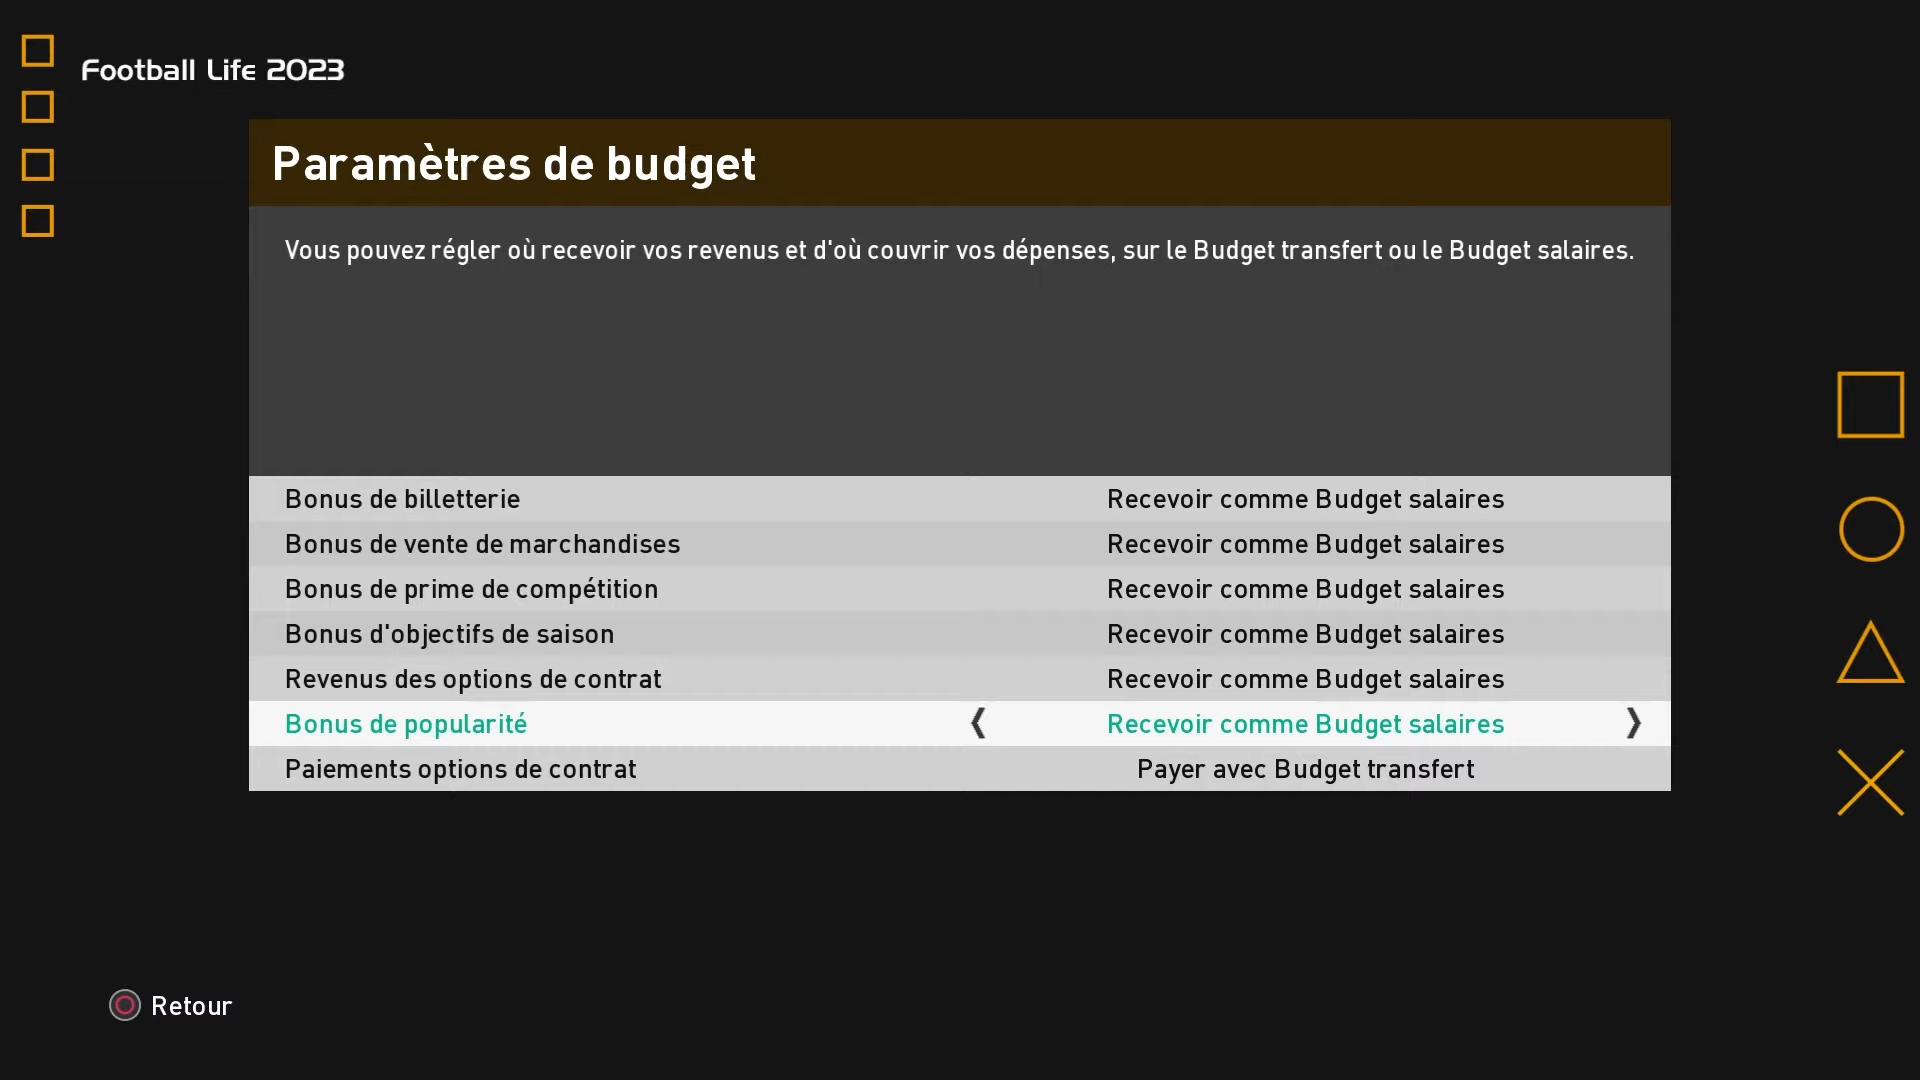 Football Life 2023
Paramètres de budget
Vous pouvez régler où recevoir vos revenus et d'où couvrir vos dépenses, sur le Budget transfert ou le Budget salaires.
Bonus de billetterie Recevoir comme Budget salaires
Bonus de vente de marchandises Recevoir comme Budget salaires
Bonus de prime de compétition Recevoir comme Budget salaires
Bonus d'objectifs de saison Recevoir comme Budget salaires
Revenus des options de contrat Recevoir comme Budget salaires
Bonus de popularité Recevoir comme Budget salaires
Paiements options de contrat Payer avec Budget transfert
Retour